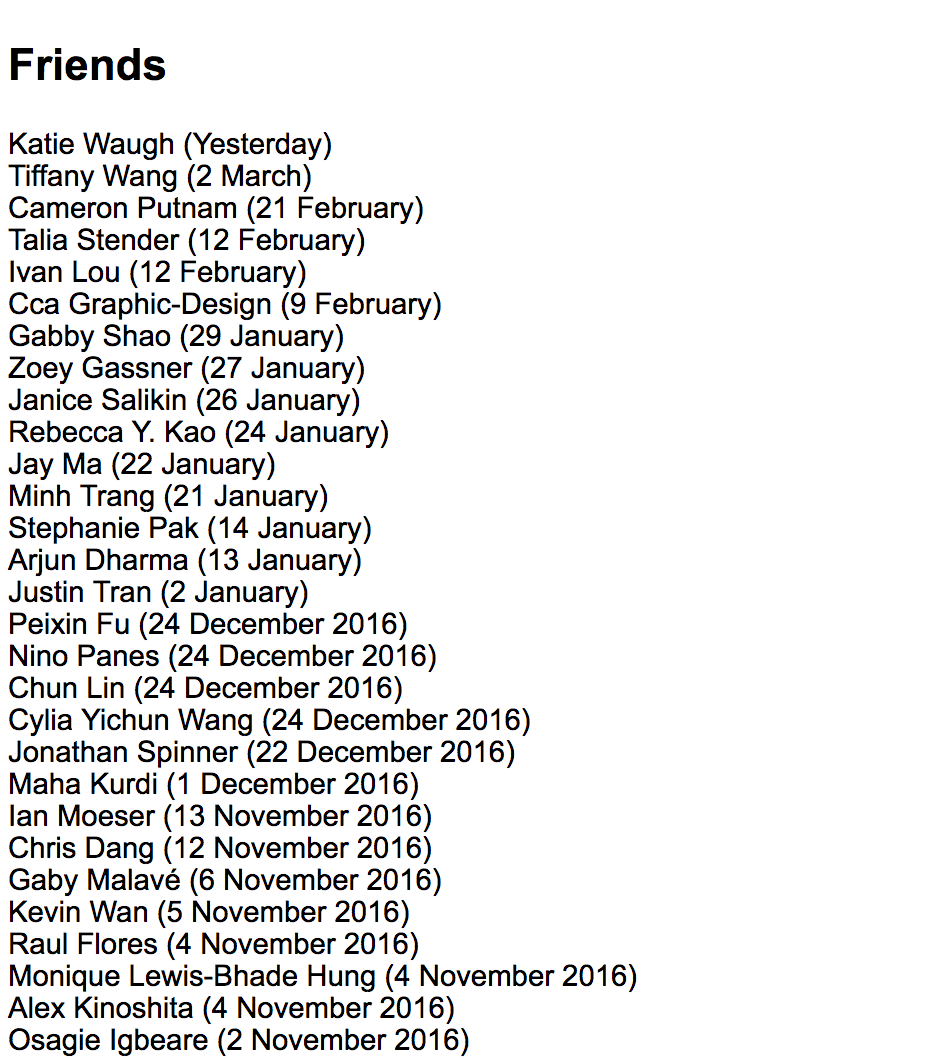 Friends
Katie Waugh (Yesterday)
Tiffany Wang (2 March)
Cameron Putnam (21 February)
Talia Stender (12 February)
Ivan Lou (12 February)
Cca Graphic-Design (9 February)
Gabby Shao (29 January)
Zoey Gassner (27 January)
Janice Salikin (26 January)
Rebecca Y. Kao (24 January)
Jay Ma (22 January)
Minh Trang (21 January)
Stephanie Pak (14 January)
Arjun Dharma (13 January)
Justin Tran (2 January)
Peixin Fu (24 December 2016)
Nino Panes (24 December 2016)
Chun Lin (24 December 2016)
Cylia Yichun Wang (24 December 2016)
Jonathan Spinner (22 December 2016)
Maha Kurdi (1 December 2016)
Ian Moeser (13 November 2016)
Chris Dang (12 November 2016)
Gaby Malavé (6 November 2016)
Kevin Wan (5 November 2016)
Raul Flores (4 November 2016)
Monique Lewis-Bhade Hung (4 November 2016)
Alex Kinoshita (4 November 2016)
Osagie Igbeare (2 November 2016)